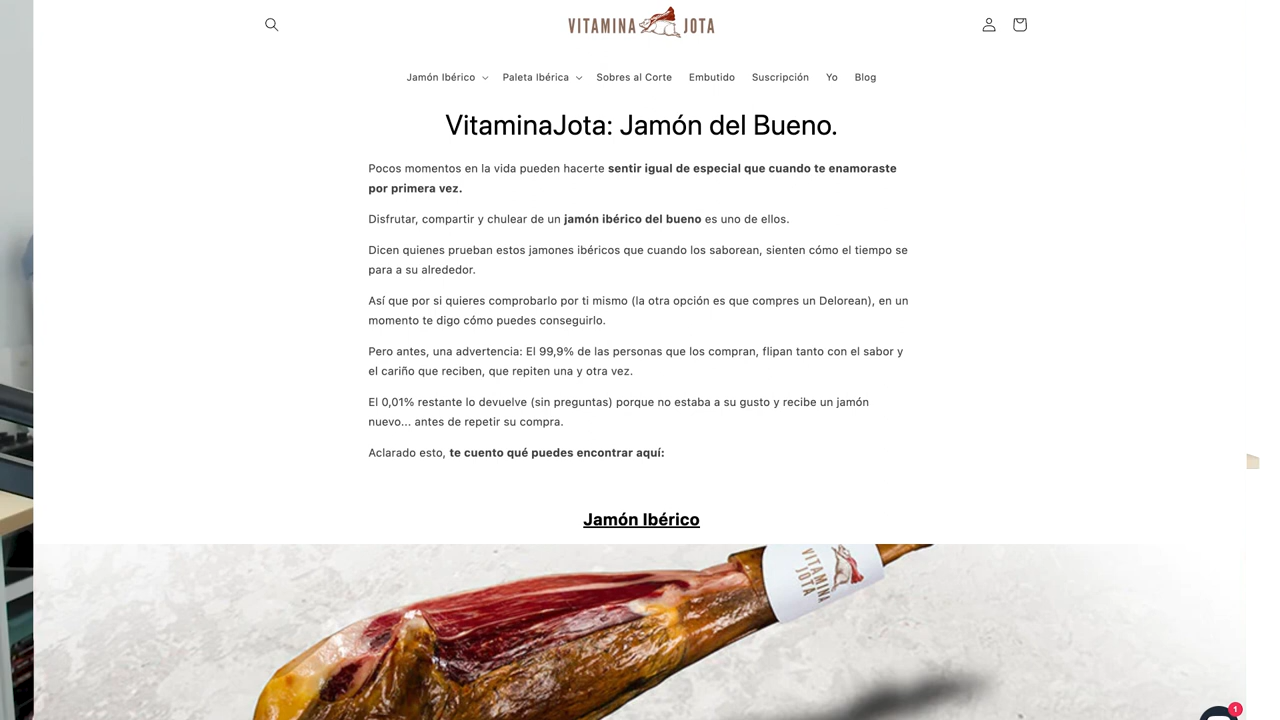 VITAMINA JOTA
Jamón Ibérico
Paleta Ibérica
Sobres al Corte
Embutido
Suscripción
Yo
Blog
VitaminaJota: Jamón del Bueno.
Pocos momentos en la vida pueden hacerte sentir igual de especial que cuando te enamoraste
por primera vez.
Disfrutar, compartir y chulear de un jamón ibérico del bueno es uno de ellos.
Dicen quienes prueban estos jamones ibéricos que cuando los saborean, sienten cómo el tiempo se
para a su alrededor.
Así que por si quieres comprobarlo por ti mismo (la otra opción es que compres un Delorean), en un
momento te digo cómo puedes conseguirlo.
Pero antes, una advertencia: El 99,9% de las personas que los compran, flipan tanto con el sabor y
el cariño que reciben, que repiten una y otra vez.
El 0,01% restante lo devuelve (sin preguntas) porque no estaba a su gusto y recibe un jamón
nuevo... antes de repetir su compra.
Aclarado esto, te cuento qué puedes encontrar aquí:
Jamón Ibérico
VITAMINA
JOTA
1